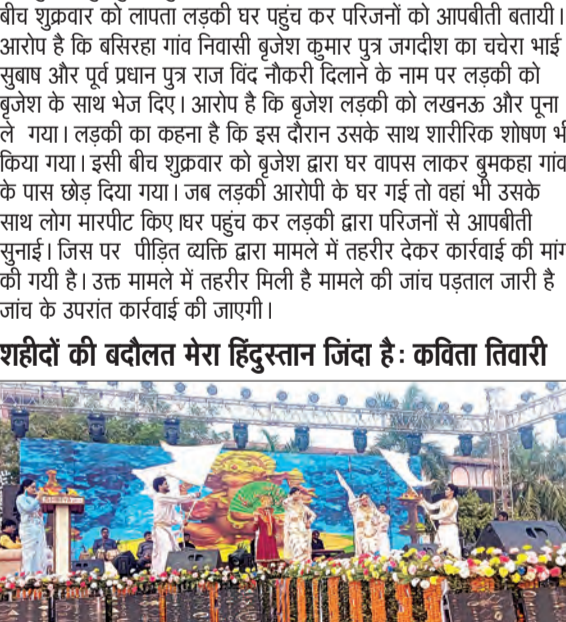 बीच शुक्रवार को लापता लड़की घर पहुंच कर परिजनों को आपबीती बतायी।
आरोप है कि बसिरहा गांव निवासी बृजेश कुमार पुत्र जगदीश का चचेरा भाई
सुबाष और पूर्व प्रधान पुत्र राज विंद नौकरी दिलाने के नाम पर लड़की को
बृजेश के साथ भेज दिए। आरोप है कि बृजेश लड़की को लखनऊ और पूना
ले गया। लड़की का कहना है कि इस दौरान उसके साथ शारीरिक शोषण भी
किया गया। इसी बीच शुक्रवार को बृजेश द्वारा घर वापस लाकर बुमकहा गांव
के पास छोड़ दिया गया। जब लड़की आरोपी के घर गई तो वहां भी उसके
साथ लोग मारपीट किए।घर पहुंच कर लड़की द्वारा परिजनों से आपबीती
सुनाई। जिस पर पीड़ित व्यक्ति द्वारा मामले में तहरीर देकर कार्रवाई की मांग
की गयी है। उक्त मामले में तहरीर मिली है मामले की जांच पड़ताल जारी है
जांच के उपरांत कार्रवाई की जाएगी।
शहीदों की बदौलत मेरा हिंदुस्तान जिंदा है: कविता तिवारी